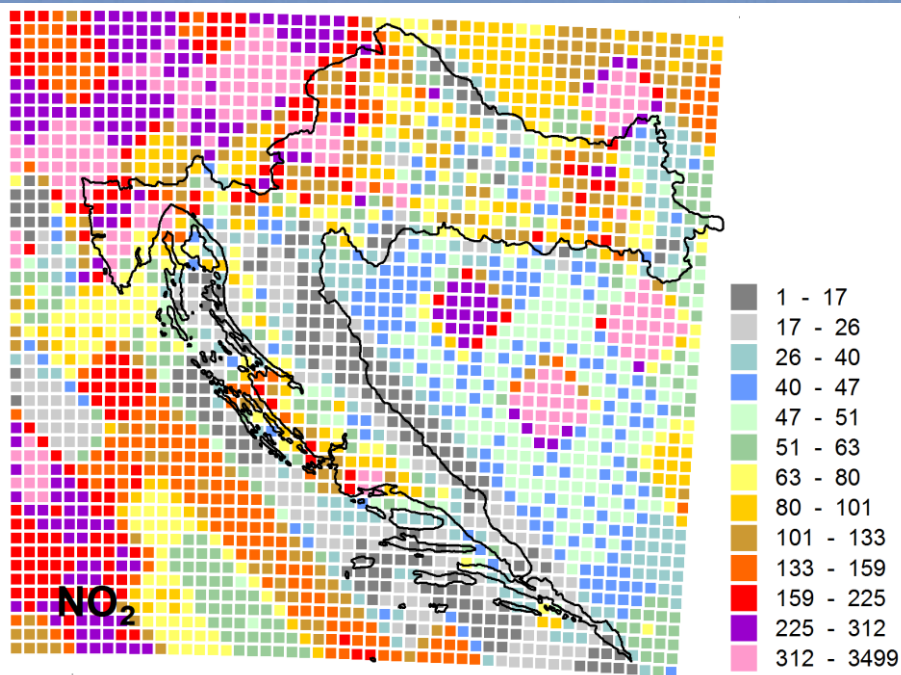 1 - 17
17 - 26
26 - 40
40 - 47
47 - 51
51 - 63
63 - 80
80 - 101
101 - 133
133 - 159
159 - 225
225 - 312
312 - 3499
NO₂